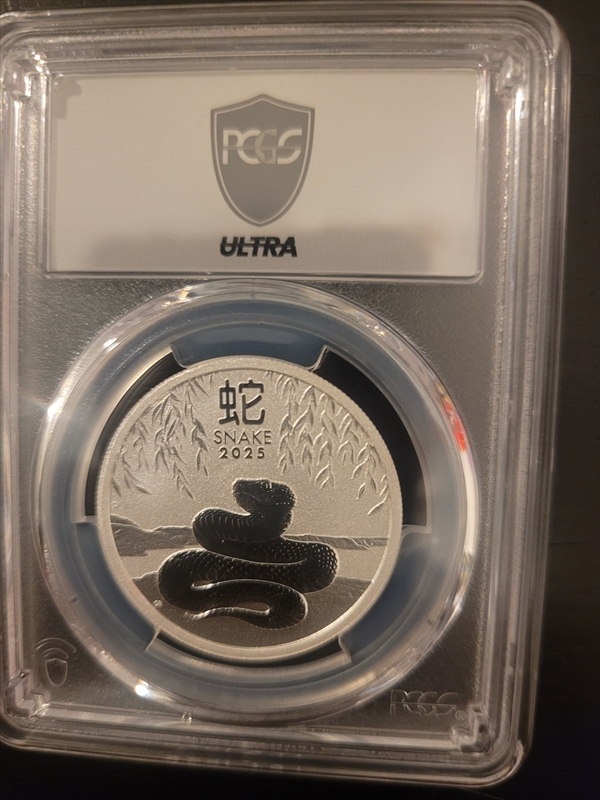 PCGS
ULTRA
蛇
SNAKE
2025
PCGS